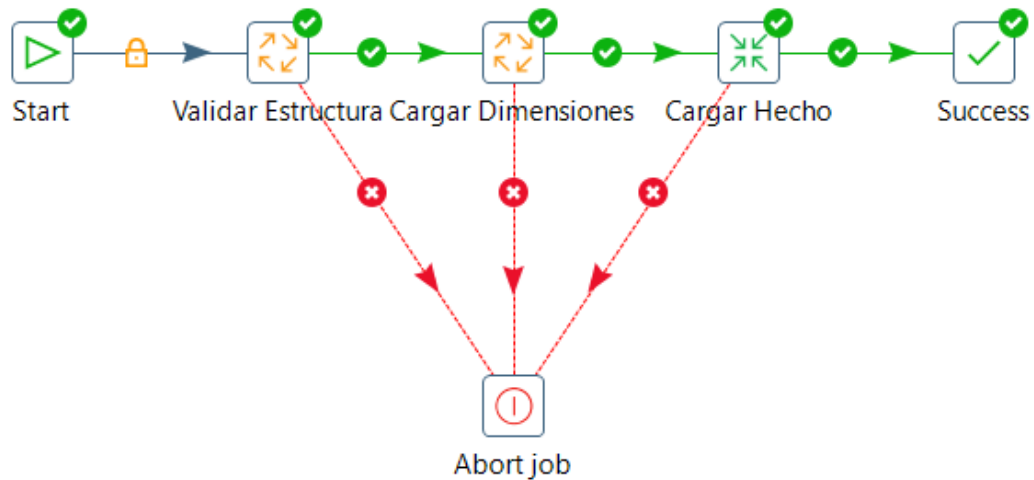 Start
Validar Estructura
Cargar Dimensiones
Cargar Hecho
Success
Abort job